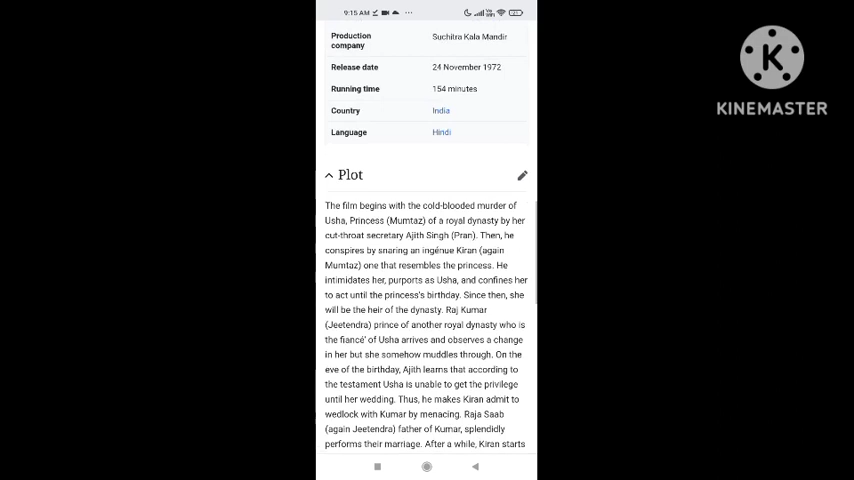 9:15 AM
Production company
Suchitra Kala Mandir
Release date
24 November 1972
Running time
154 minutes
Country
India
Language
Hindi
Plot
The film begins with the cold-blooded murder of
Usha, Princess (Mumtaz) of a royal dynasty by her
cut-throat secretary Ajith Singh (Pran). Then, he
conspires by snaring an ingénue Kiran (again
Mumtaz) one that resembles the princess. He
intimidates her, purports as Usha, and confines her
to act until the princess's birthday. Since then, she
will be the heir of the dynasty. Raj Kumar
(Jeetendra) prince of another royal dynasty who is
the fiancé' of Usha arrives and observes a change
in her but she somehow muddles through. On the
eve of the birthday, Ajith learns that according to
the testament Usha is unable to get the privilege
until her wedding. Thus, he makes Kiran admit to
wedlock with Kumar by menacing. Raja Saab
(again Jeetendra) father of Kumar, splendidly
performs their marriage. After a while, Kiran starts
K
KINEMASTER